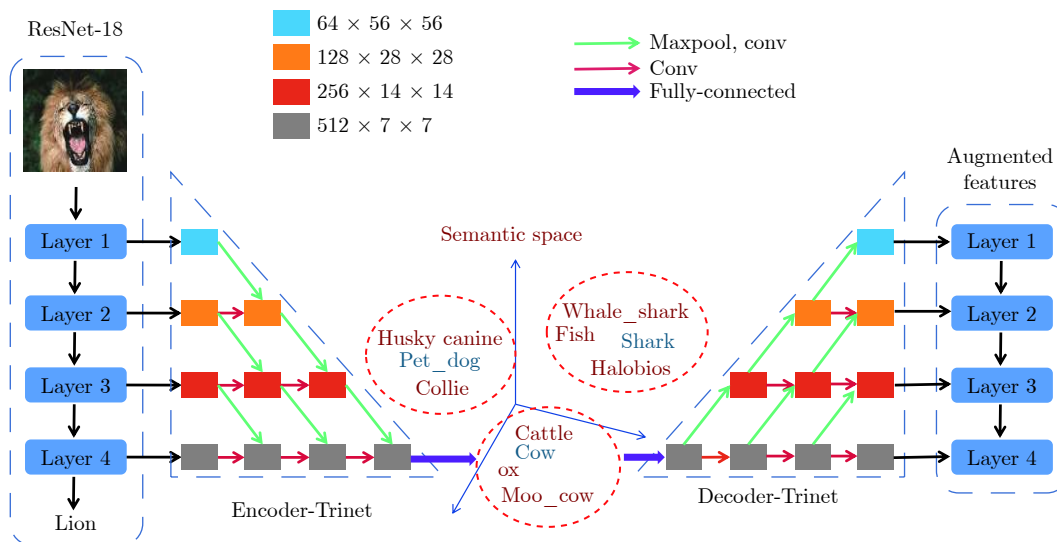 ResNet-18
64 × 56 × 56
128 × 28 × 28
256 × 14 × 14
512 × 7 × 7
Maxpool, conv
Conv
Fully-connected
Layer 1
Layer 2
Layer 3
Layer 4
Lion
Encoder-Trinet
Semantic space
Husky canine
Pet_dog
Collie
Whale_shark
Fish
Shark
Halobios
Cattle
Cow
ox
Moo_cow
Decoder-Trinet
Augmented
features
Layer 1
Layer 2
Layer 3
Layer 4